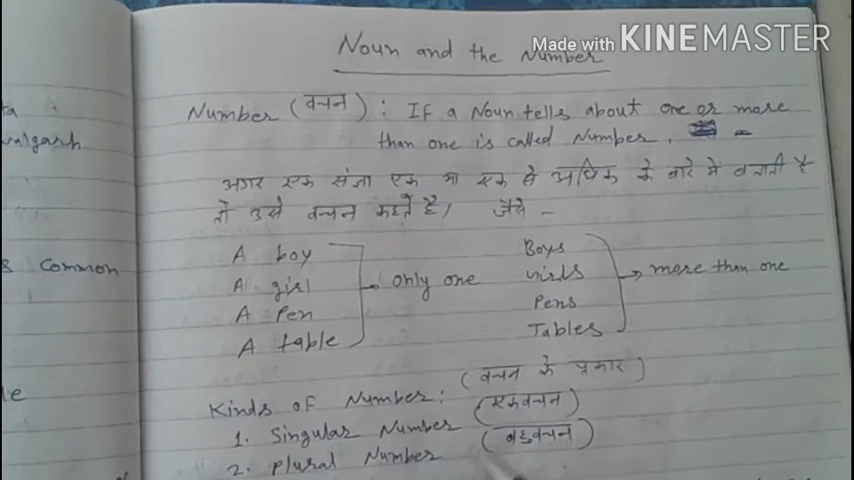 Made with KINEMASTER
Noun and the Number
Number (वचन) : If a Noun tells about one or more
than one is called Number.
अगर एक संज्ञा एक या एक से अधिक के बारे में बताती है
तो उसे वचन कहते है। जैसे -
A boy Boys
A girl only one Girls more than one
A Pen Pens
A table Tables
& Common
Kinds of Number: (वचन के प्रकार)
1. Singular Number (एकवचन)
2. Plural Number (बहुवचन)